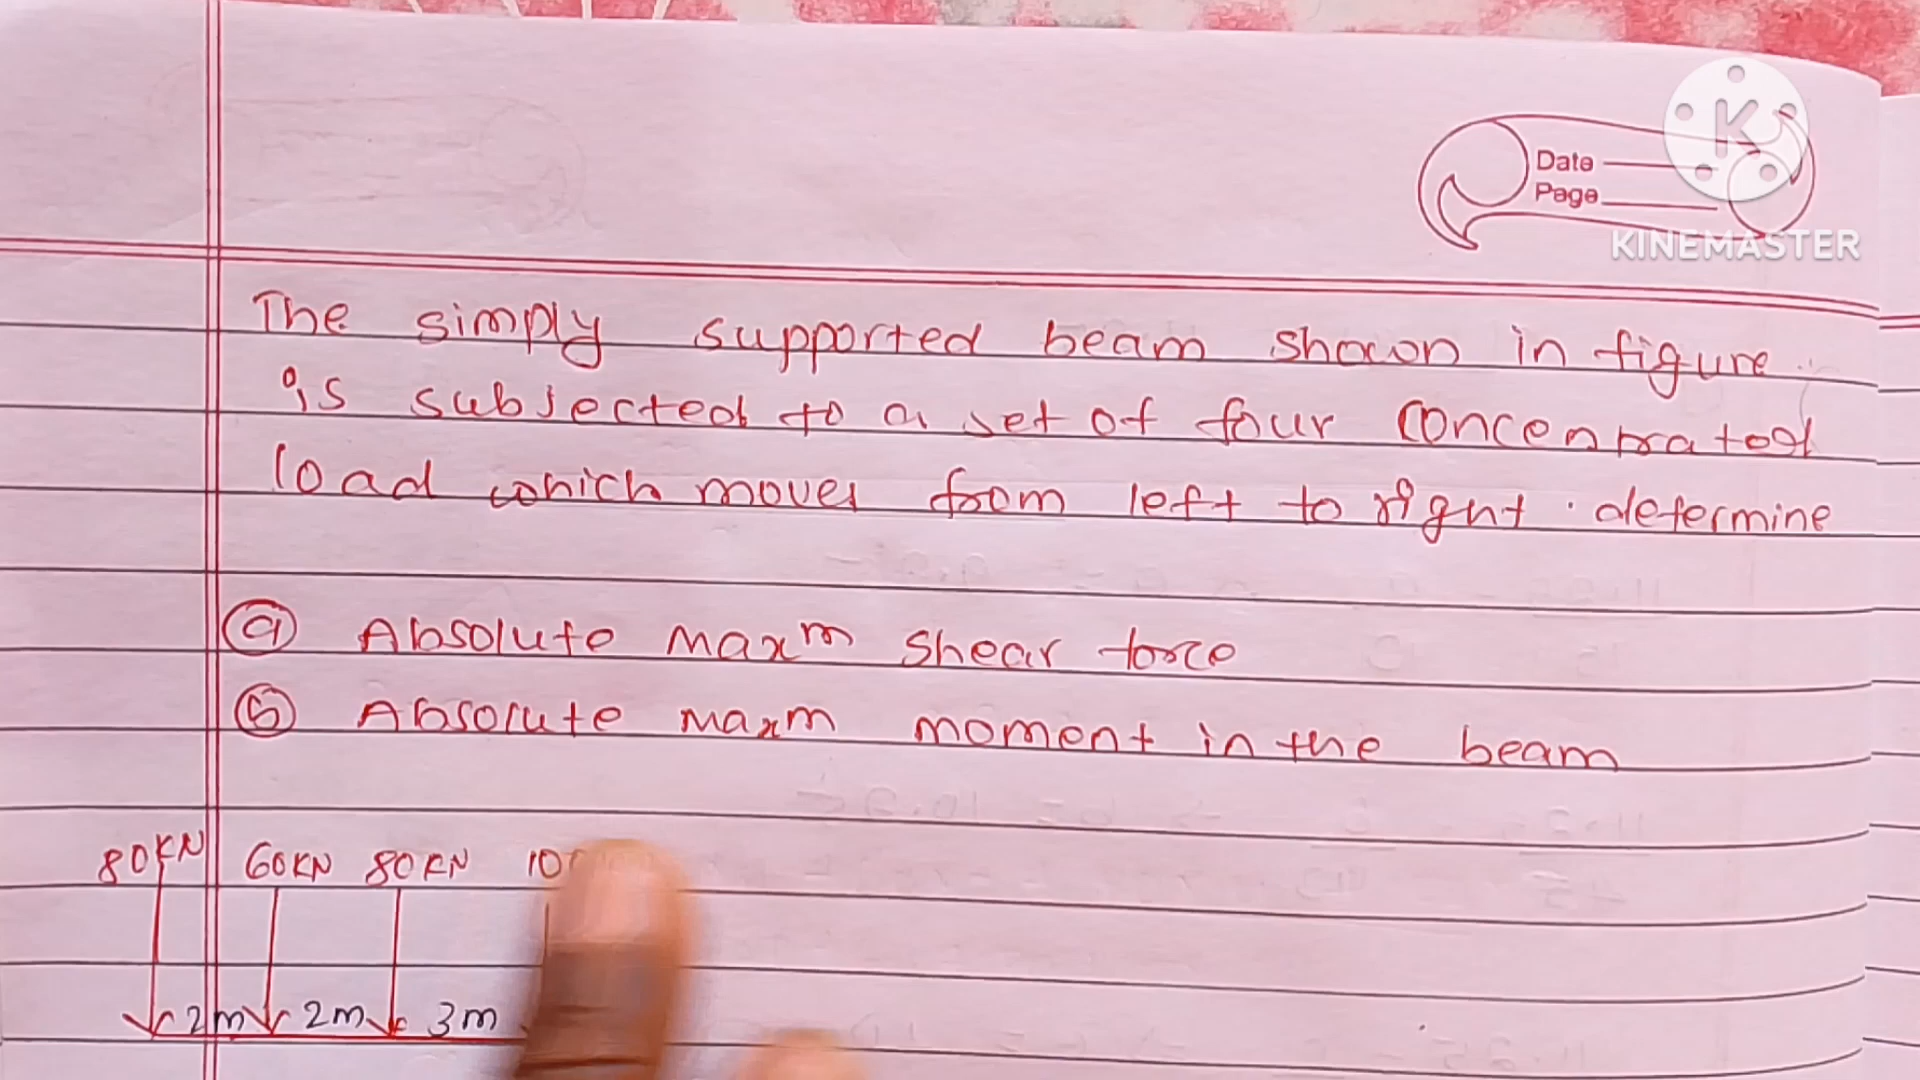 Date
Page
KINEMASTER
The simply supported beam shown in figure
is subjected to a set of four concentrated
load which moves from left to right. determine
(a) Absolute maxm shear force
(b) Absolute maxm moment in the beam
80KN 60KN 80KN
2m 2m 3m